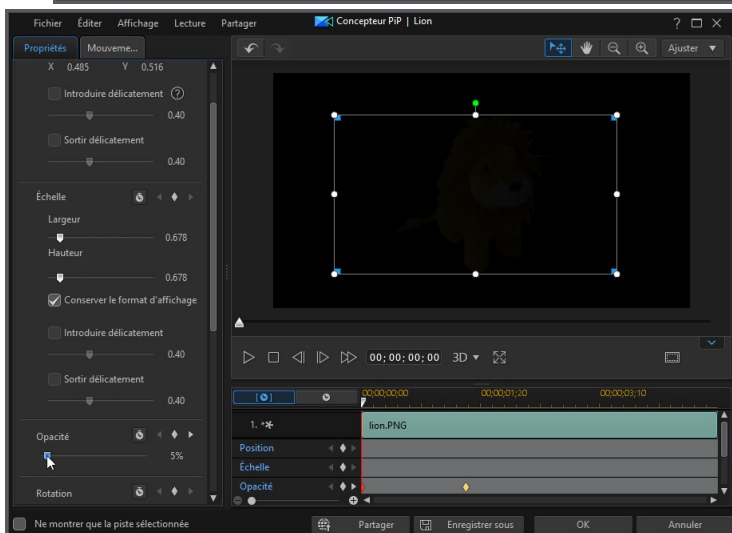 Fichier Éditer Affichage Lecture Partager Concepteur PiP | Lion ?
Propriétés Mouveme... Ajuster
X 0.485 Y 0.516
Introduire délicatement ?
0.40
Sortir délicatement
0.40
Échelle
Largeur
0.678
Hauteur
0.678
Conserver le format d'affichage
Introduire délicatement
0.40
Sortir délicatement
0.40
Opacité
5%
Rotation
00; 00; 00; 00 3D
00;00;00;00 00;00;01;20 00;00;03;10
1. lion.PNG
Position
Échelle
Opacité
Ne montrer que la piste sélectionnée Partager Enregistrer sous OK Annuler